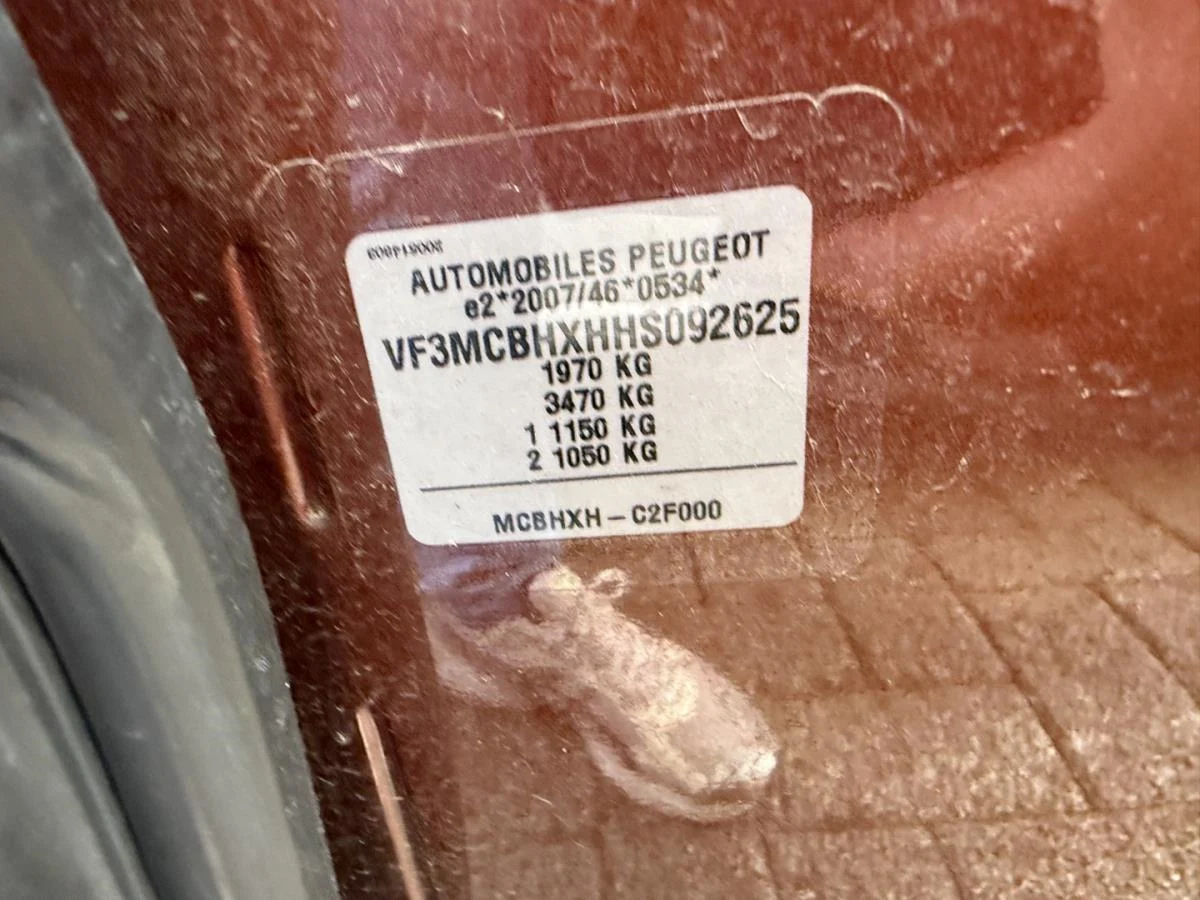 AUTOMOBILES PEUGEOT
e2*2007/46*0534*
VF3MCBHXHHS092625
1970 KG
3470 KG
1 1150 KG
2 1050 KG
MCBHXH – C2F000